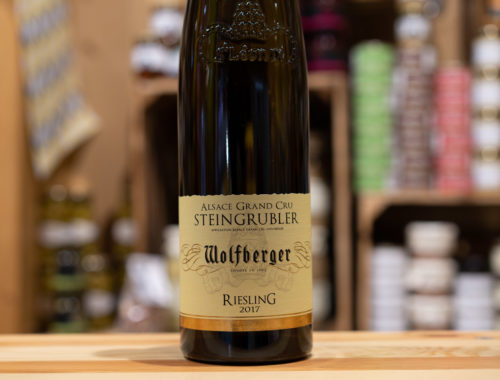 ALSACE GRAND CRU
STEINGRUBLER
Wolfberger
RIESLING
2017